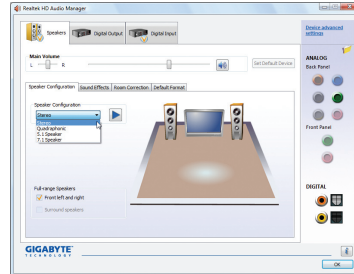 Realtek HD Audio Manager
Speakers
Digital Output
Digital Input
Device advanced
settings
Main Volume
L
R
Set Default Device
ANALOG
Back Panel
Speaker Configuration
Sound Effects
Room Correction
Default Format
Speaker Configuration
Stereo
Stereo
Quadraphonic
5.1 Speaker
7.1 Speaker
Front Panel
Full-range Speakers
Front left and right
Surround speakers
DIGITAL
GIGABYTE
TECHNOLOGY
OK